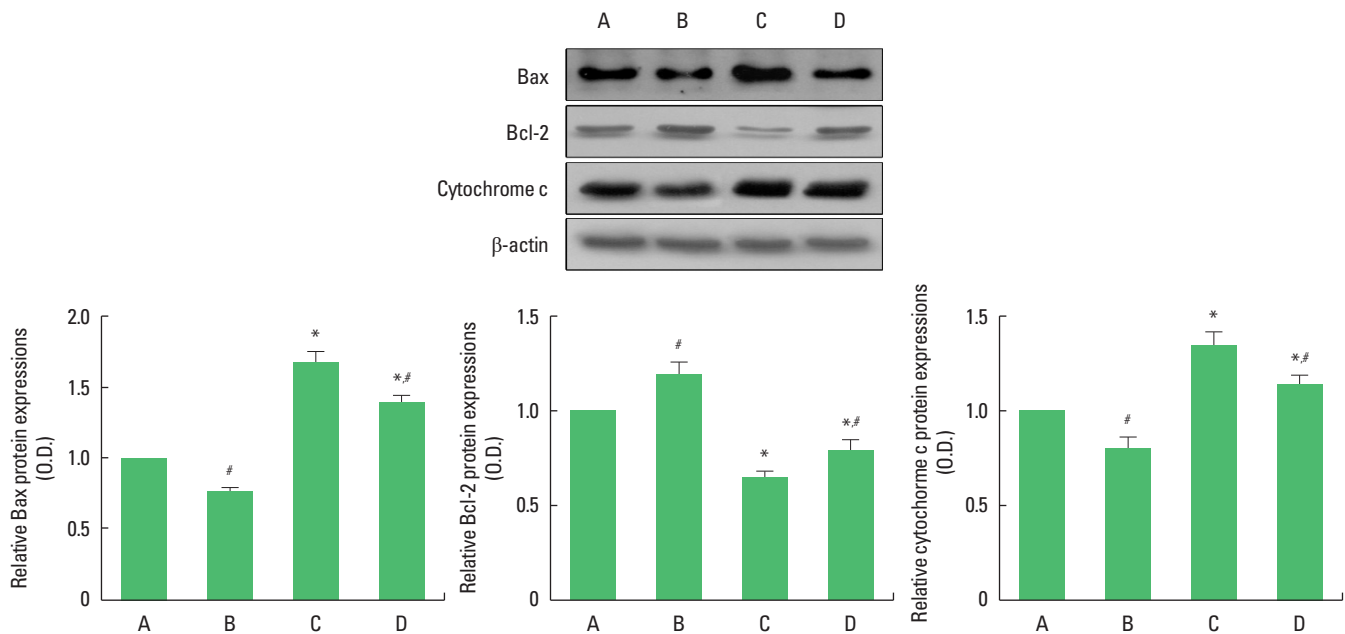 A B C D
Bax
Bcl-2
Cytochrome c
β-actin
Relative Bax protein expressions
(O.D.)
2.0
1.5
1.0
0.5
0
#
*
*,#
A B C D
Relative Bcl-2 protein expressions
(O.D.)
1.5
1.0
0.5
0
#
*
*,#
A B C D
Relative cytochorme c protein expressions
(O.D.)
1.5
1.0
0.5
0
#
*
*,#
A B C D